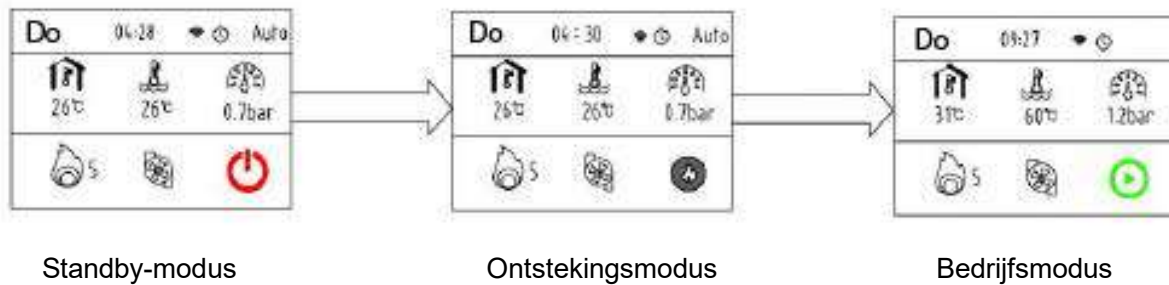 Do 04:28 Auto
26℃ 26℃ 0.7bar
5
Do 04:30 Auto
26℃ 26℃ 0.7bar
5
Do 09:27
31℃ 60℃ 1.2bar
5
Standby-modus Ontstekingsmodus Bedrijfsmodus